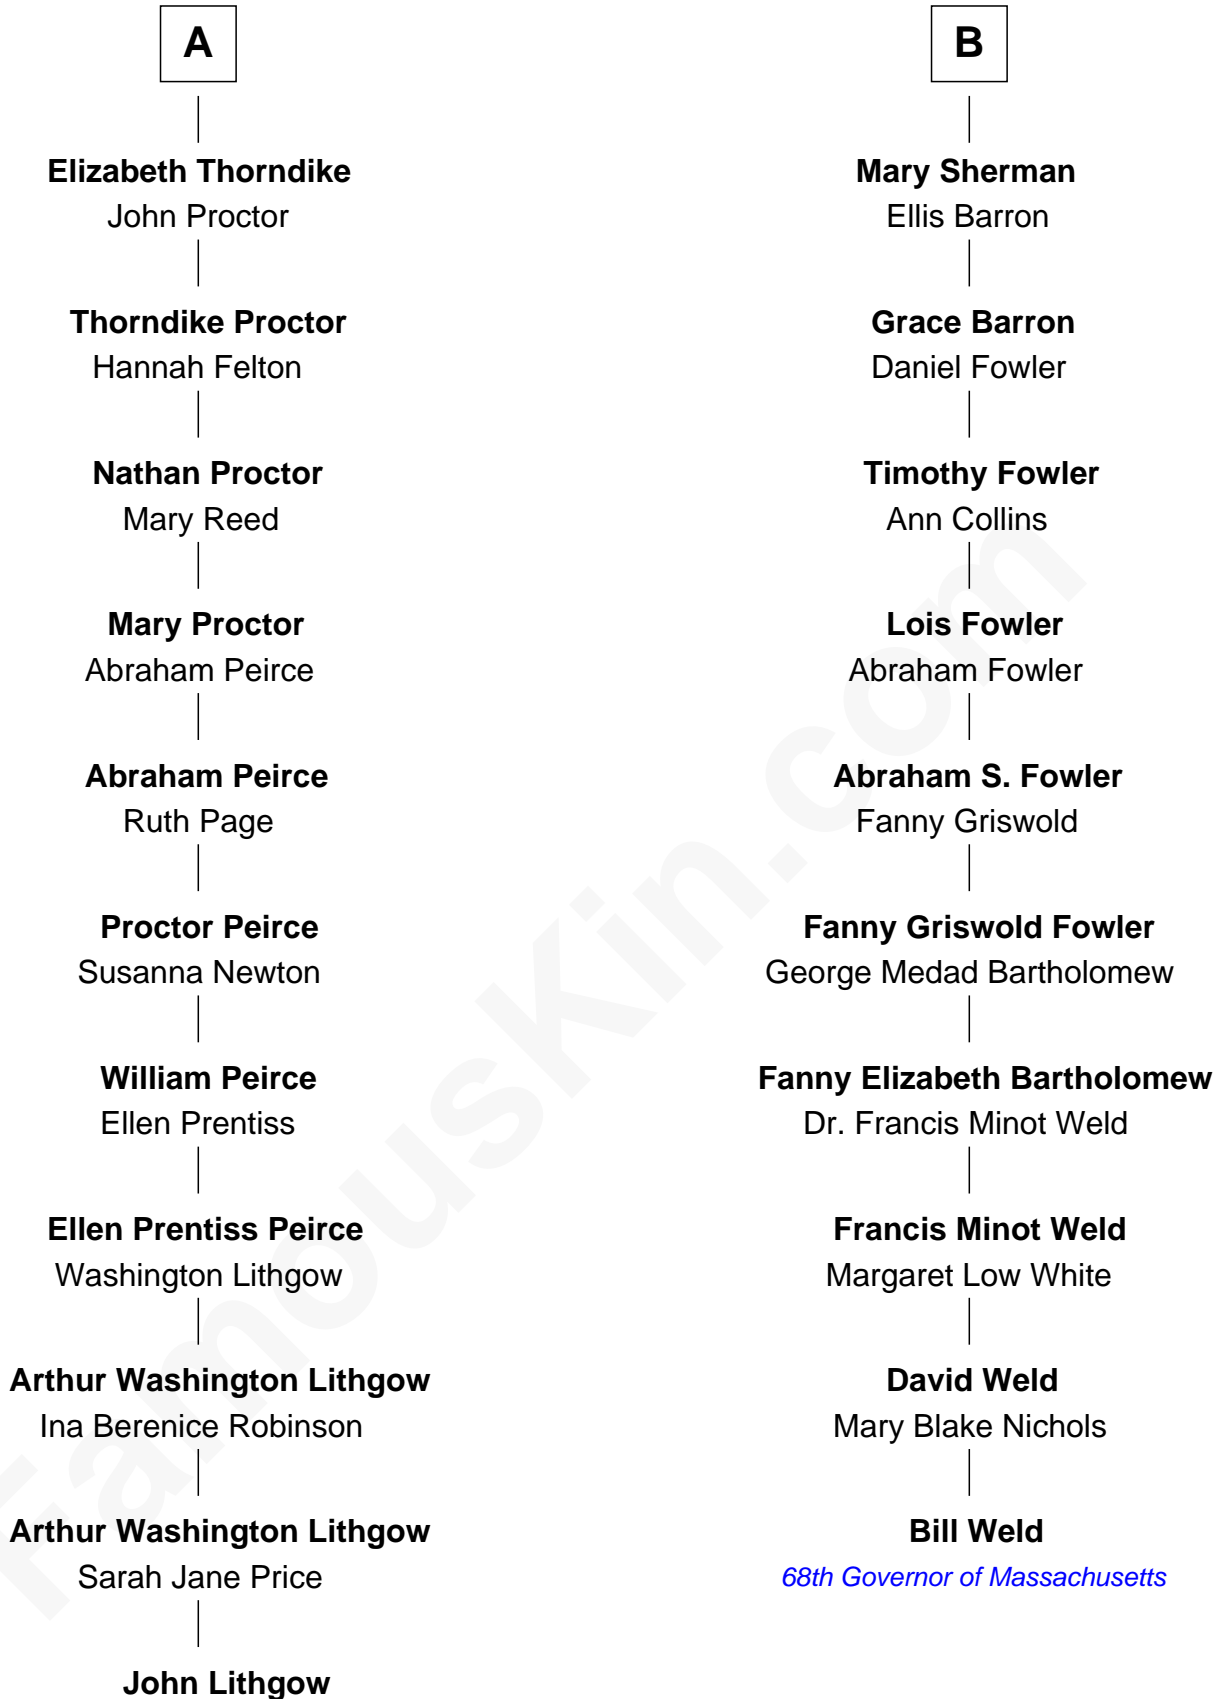 A
Elizabeth Thorndike
John Proctor
Thorndike Proctor
Hannah Felton
Nathan Proctor
Mary Reed
Mary Proctor
Abraham Peirce
Abraham Peirce
Ruth Page
Proctor Peirce
Susanna Newton
William Peirce
Ellen Prentiss
Ellen Prentiss Peirce
Washington Lithgow
Arthur Washington Lithgow
Ina Berenice Robinson
Arthur Washington Lithgow
Sarah Jane Price
John Lithgow
B
Mary Sherman
Ellis Barron
Grace Barron
Daniel Fowler
Timothy Fowler
Ann Collins
Lois Fowler
Abraham Fowler
Abraham S. Fowler
Fanny Griswold
Fanny Griswold Fowler
George Medad Bartholomew
Fanny Elizabeth Bartholomew
Dr. Francis Minot Weld
Francis Minot Weld
Margaret Low White
David Weld
Mary Blake Nichols
Bill Weld
68th Governor of Massachusetts
FamousKin.com